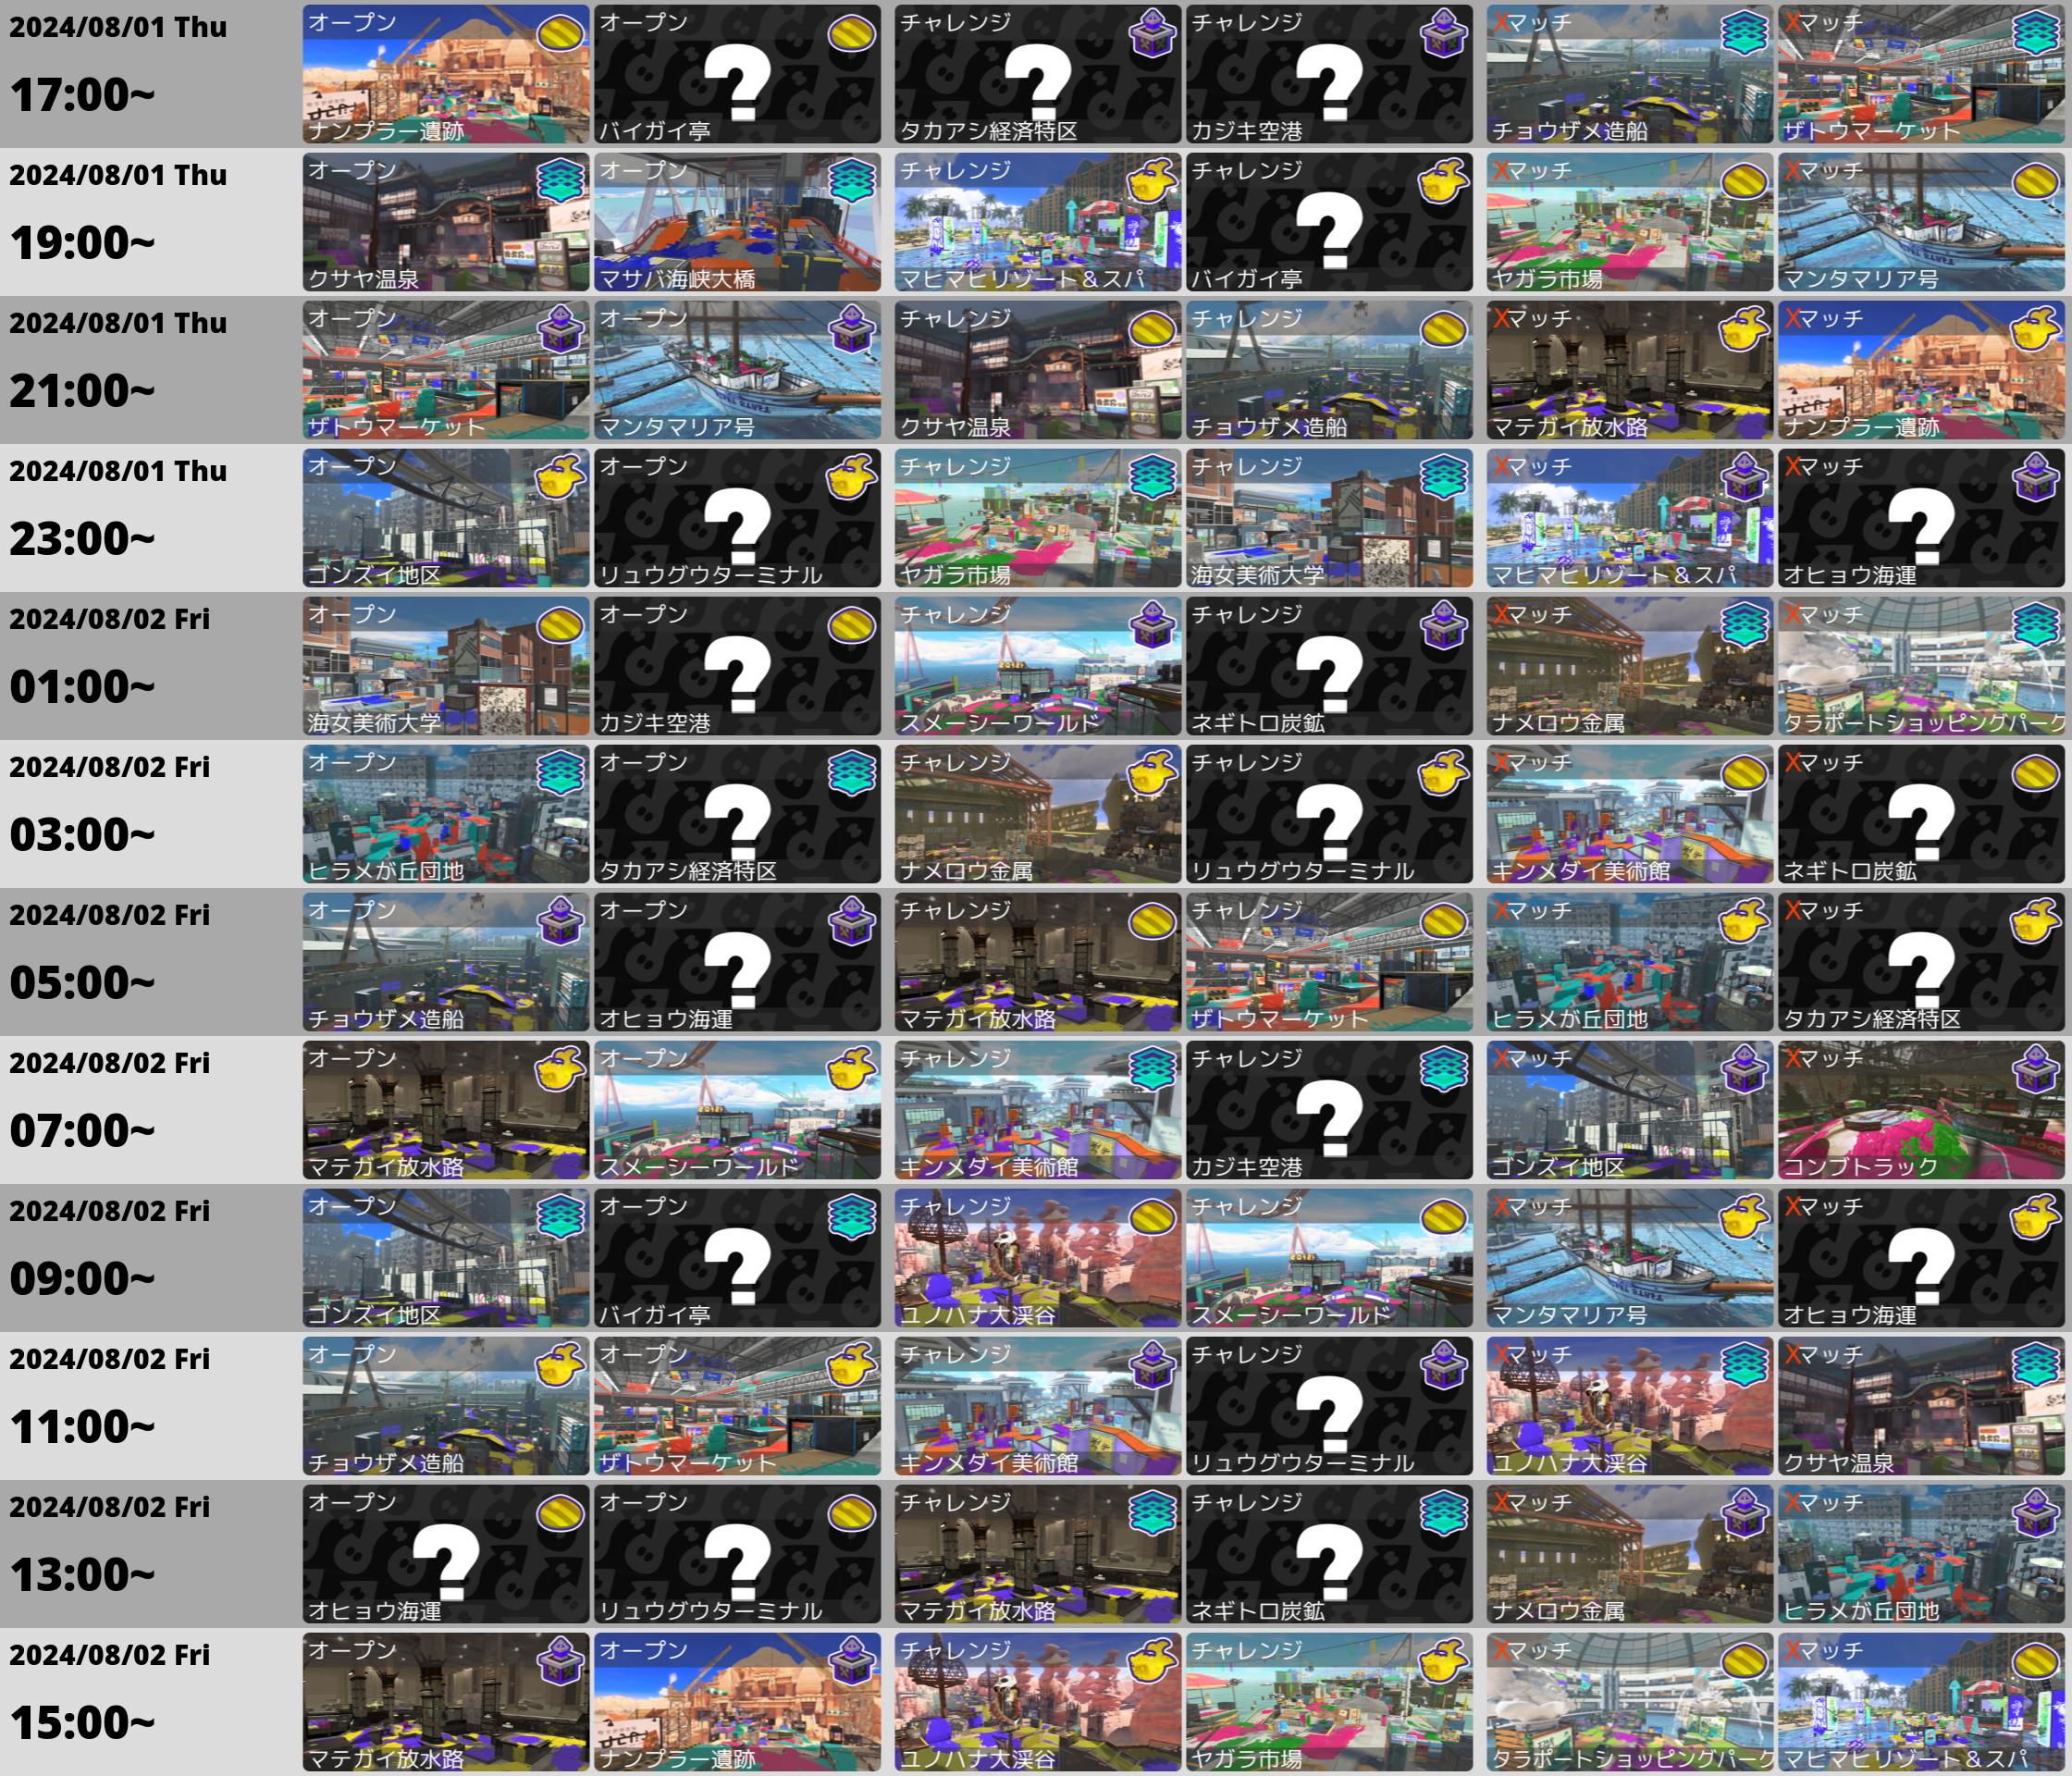 2024/08/01 Thu
17:00~
オープン オープン チャレンジ チャレンジ Xマッチ Xマッチ
ナンプラー遺跡 バイガイ亭 タカアシ経済特区 カジキ空港 チョウザメ造船 ザトウマーケット
2024/08/01 Thu
19:00~
オープン オープン チャレンジ チャレンジ Xマッチ Xマッチ
クサヤ温泉 マサバ海峡大橋 マヒマヒリゾート&スパ バイガイ亭 ヤガラ市場 マンタマリア号
2024/08/01 Thu
21:00~
オープン オープン チャレンジ チャレンジ Xマッチ Xマッチ
ザトウマーケット マンタマリア号 クサヤ温泉 チョウザメ造船 マテガイ放水路 ナンプラー遺跡
2024/08/01 Thu
23:00~
オープン オープン チャレンジ チャレンジ Xマッチ Xマッチ
ゴンズイ地区 リュウグウターミナル ヤガラ市場 海女美術大学 マヒマヒリゾート&スパ オヒョウ海運
2024/08/02 Fri
01:00~
オープン オープン チャレンジ チャレンジ Xマッチ Xマッチ
海女美術大学 カジキ空港 スメーシーワールド ネギトロ炭鉱 ナメロウ金属 タラポートショッピングパーク
2024/08/02 Fri
03:00~
オープン オープン チャレンジ チャレンジ Xマッチ Xマッチ
ヒラメが丘団地 タカアシ経済特区 ナメロウ金属 リュウグウターミナル キンメダイ美術館 ネギトロ炭鉱
2024/08/02 Fri
05:00~
オープン オープン チャレンジ チャレンジ Xマッチ Xマッチ
チョウザメ造船 オヒョウ海運 マテガイ放水路 ザトウマーケット ヒラメが丘団地 タカアシ経済特区
2024/08/02 Fri
07:00~
オープン オープン チャレンジ チャレンジ Xマッチ Xマッチ
マテガイ放水路 スメーシーワールド キンメダイ美術館 カジキ空港 ゴンズイ地区 コンブトラック
2024/08/02 Fri
09:00~
オープン オープン チャレンジ チャレンジ Xマッチ Xマッチ
ゴンズイ地区 バイガイ亭 ユノハナ大渓谷 スメーシーワールド マンタマリア号 オヒョウ海運
2024/08/02 Fri
11:00~
オープン オープン チャレンジ チャレンジ Xマッチ Xマッチ
チョウザメ造船 ザトウマーケット キンメダイ美術館 リュウグウターミナル ユノハナ大渓谷 クサヤ温泉
2024/08/02 Fri
13:00~
オープン オープン チャレンジ チャレンジ Xマッチ Xマッチ
オヒョウ海運 リュウグウターミナル マテガイ放水路 ネギトロ炭鉱 ナメロウ金属 ヒラメが丘団地
2024/08/02 Fri
15:00~
オープン オープン チャレンジ チャレンジ Xマッチ Xマッチ
マテガイ放水路 ナンプラー遺跡 ユノハナ大渓谷 ヤガラ市場 タラポートショッピングパーク マヒマヒリゾート&スパ